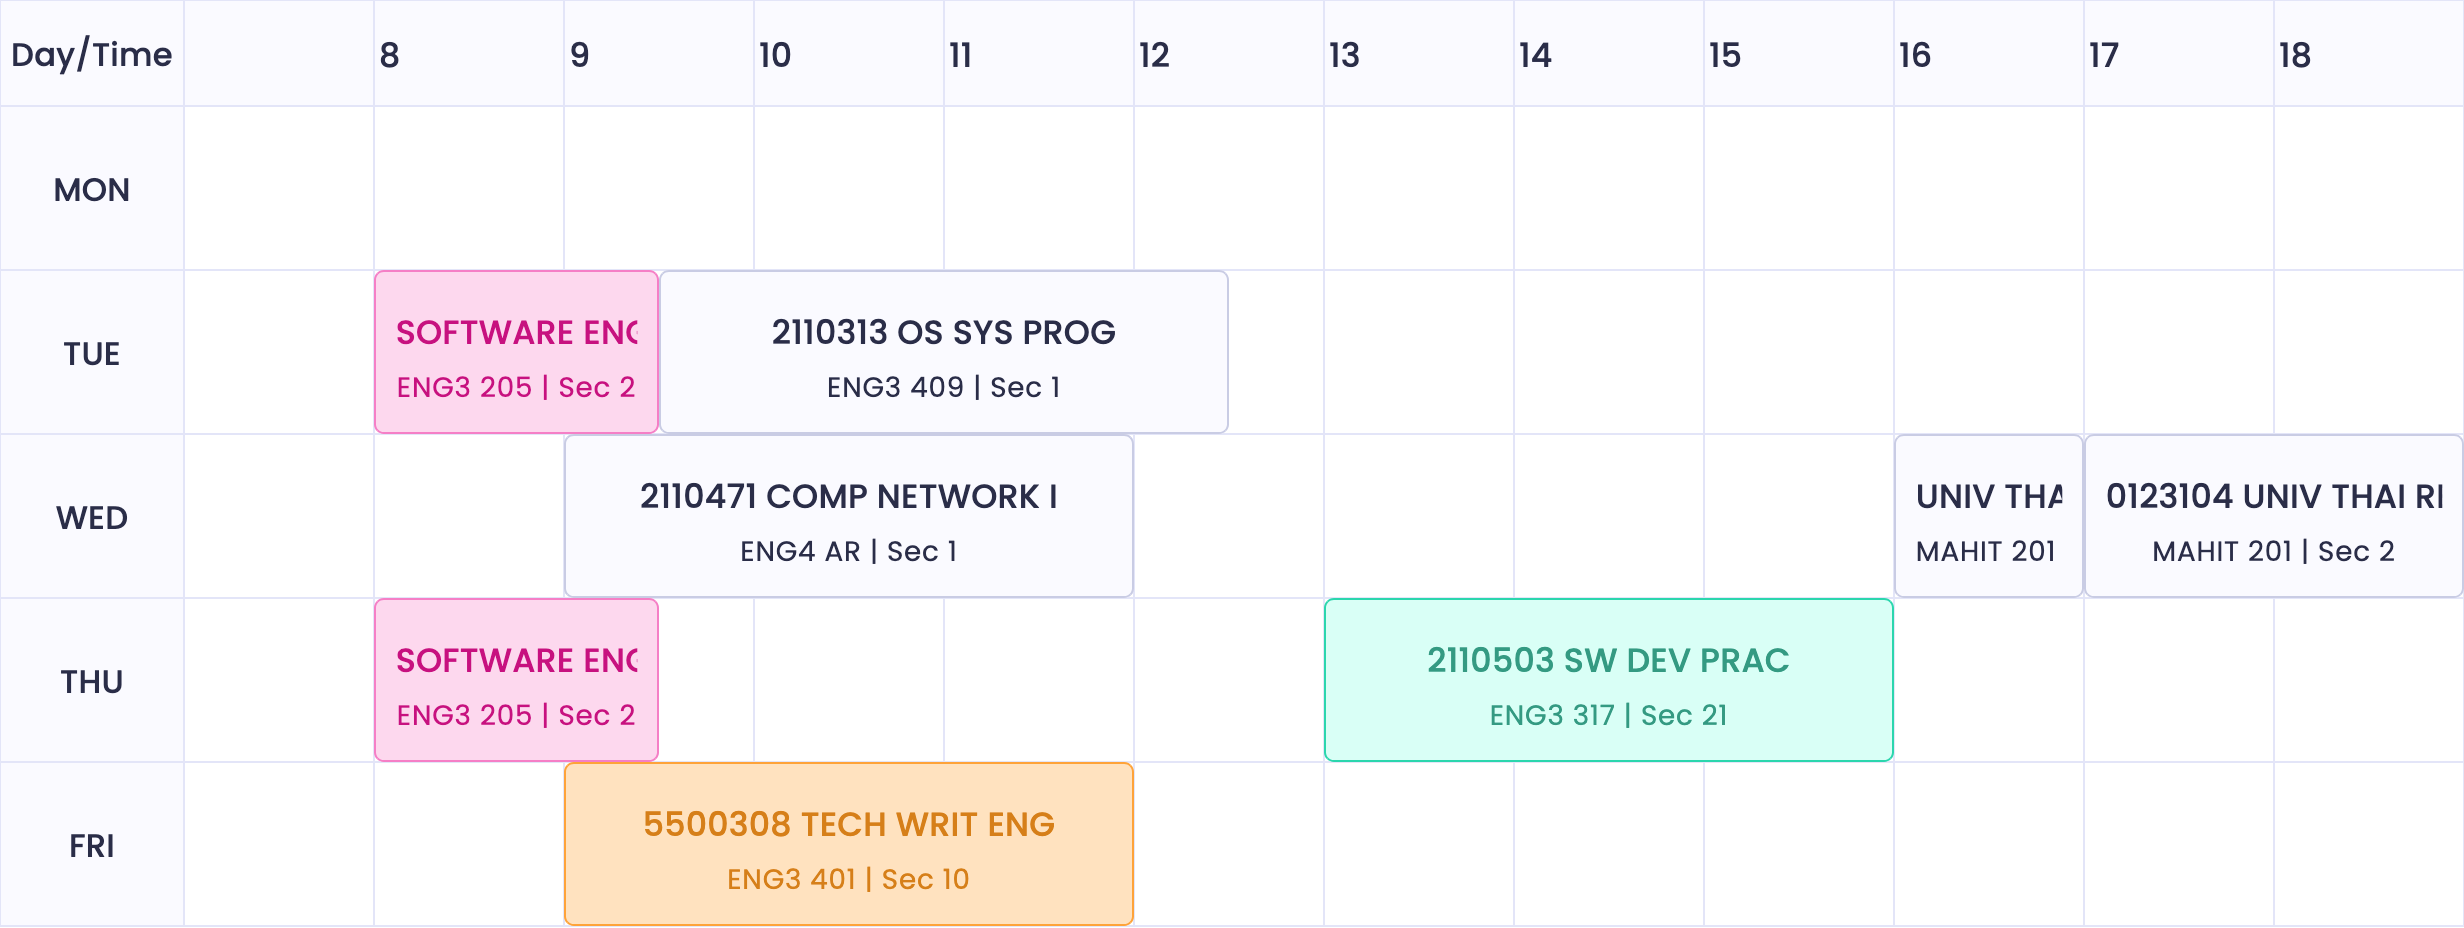 Day/Time 8 9 10 11 12 13 14 15 16 17 18
MON
TUE
SOFTWARE ENG
ENG3 205 | Sec 2
2110313 OS SYS PROG
ENG3 409 | Sec 1
WED
2110471 COMP NETWORK I
ENG4 AR | Sec 1
UNIV THA
MAHIT 201
0123104 UNIV THAI RI
MAHIT 201 | Sec 2
THU
SOFTWARE ENG
ENG3 205 | Sec 2
2110503 SW DEV PRAC
ENG3 317 | Sec 21
FRI
5500308 TECH WRIT ENG
ENG3 401 | Sec 10